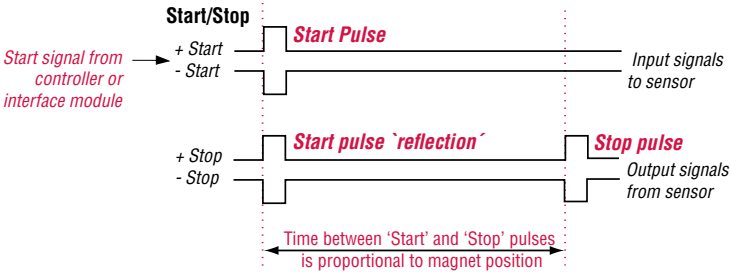 Start/Stop
Start Pulse
+ Start
- Start
Start signal from
controller or
interface module
Input signals
to sensor
Start pulse `reflection´
Stop pulse
+ Stop
- Stop
Output signals
from sensor
Time between ‘Start’ and ‘Stop’ pulses
is proportional to magnet position